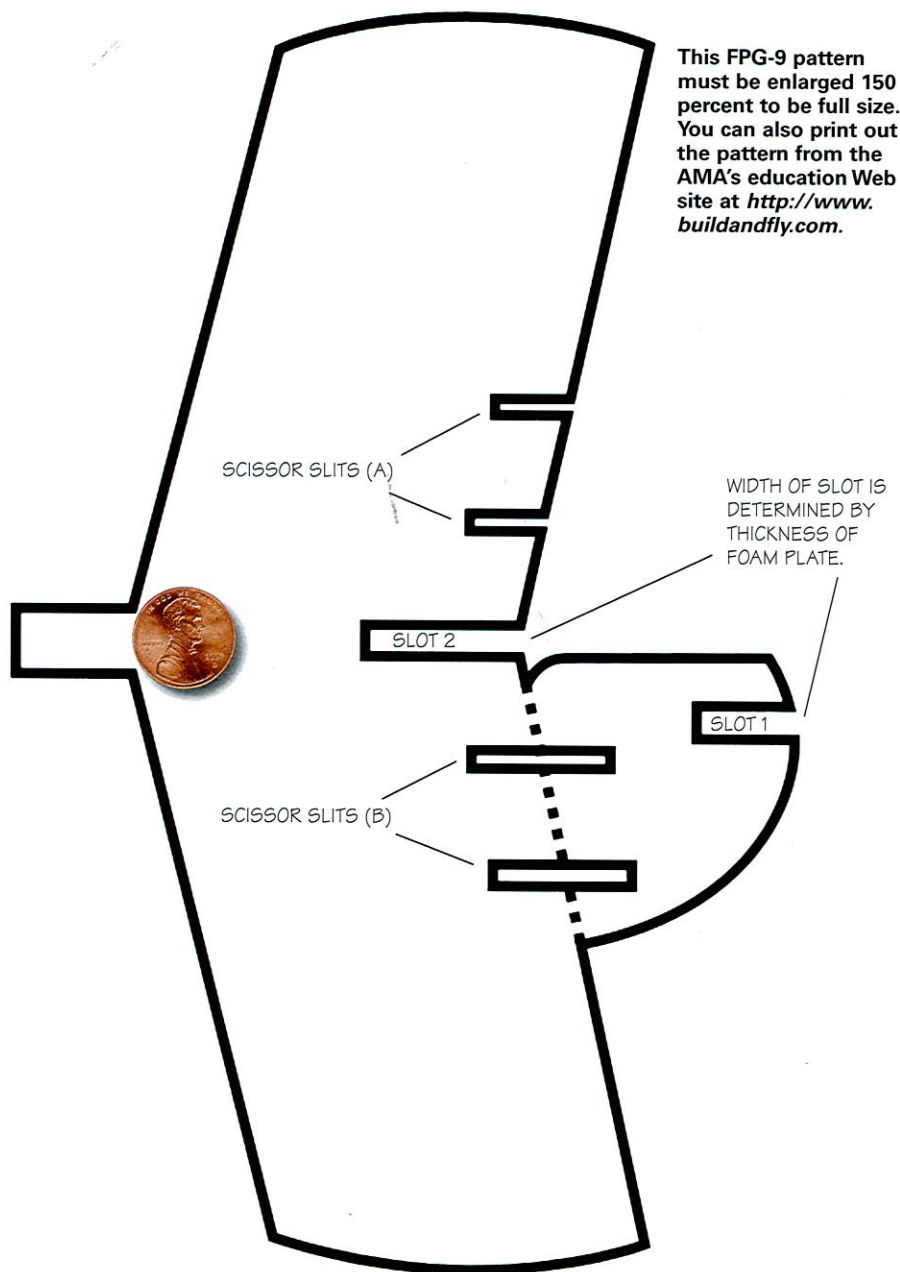 This FPG-9 pattern
must be enlarged 150
percent to be full size.
You can also print out
the pattern from the
AMA's education Web
site at http://www.
buildandfly.com.
SCISSOR SLITS (A)
WIDTH OF SLOT IS
DETERMINED BY
THICKNESS OF
FOAM PLATE.
SLOT 2
SLOT 1
SCISSOR SLITS (B)